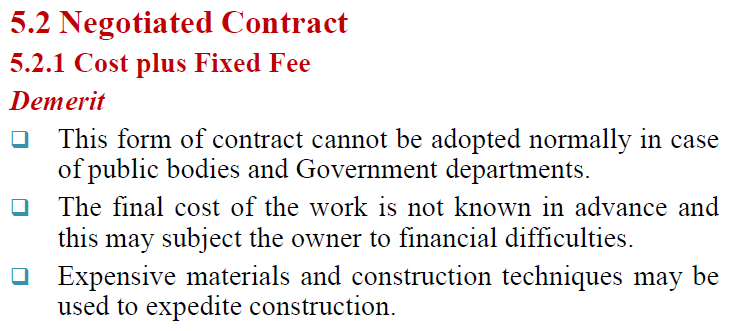 5.2 Negotiated Contract
5.2.1 Cost plus Fixed Fee
Demerit
❑ This form of contract cannot be adopted normally in case
of public bodies and Government departments.
❑ The final cost of the work is not known in advance and
this may subject the owner to financial difficulties.
❑ Expensive materials and construction techniques may be
used to expedite construction.